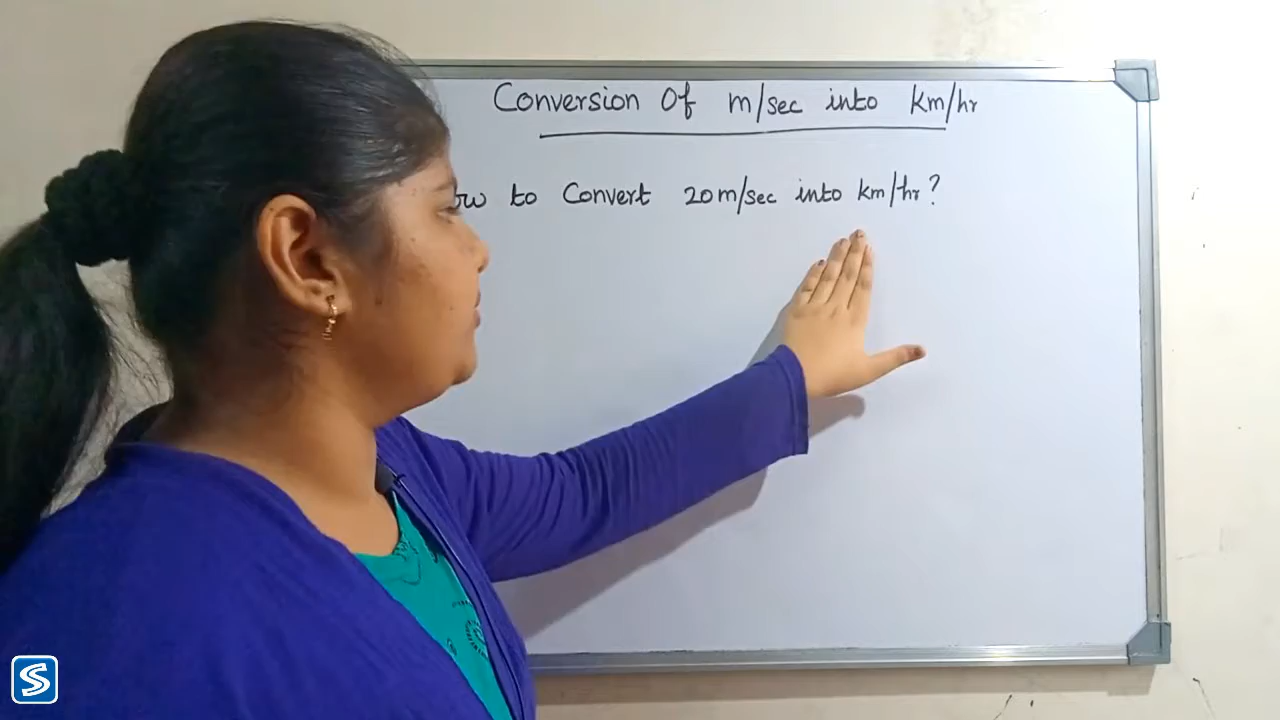 Conversion Of m/sec into km/hr
to Convert 20m/sec into km/hr?